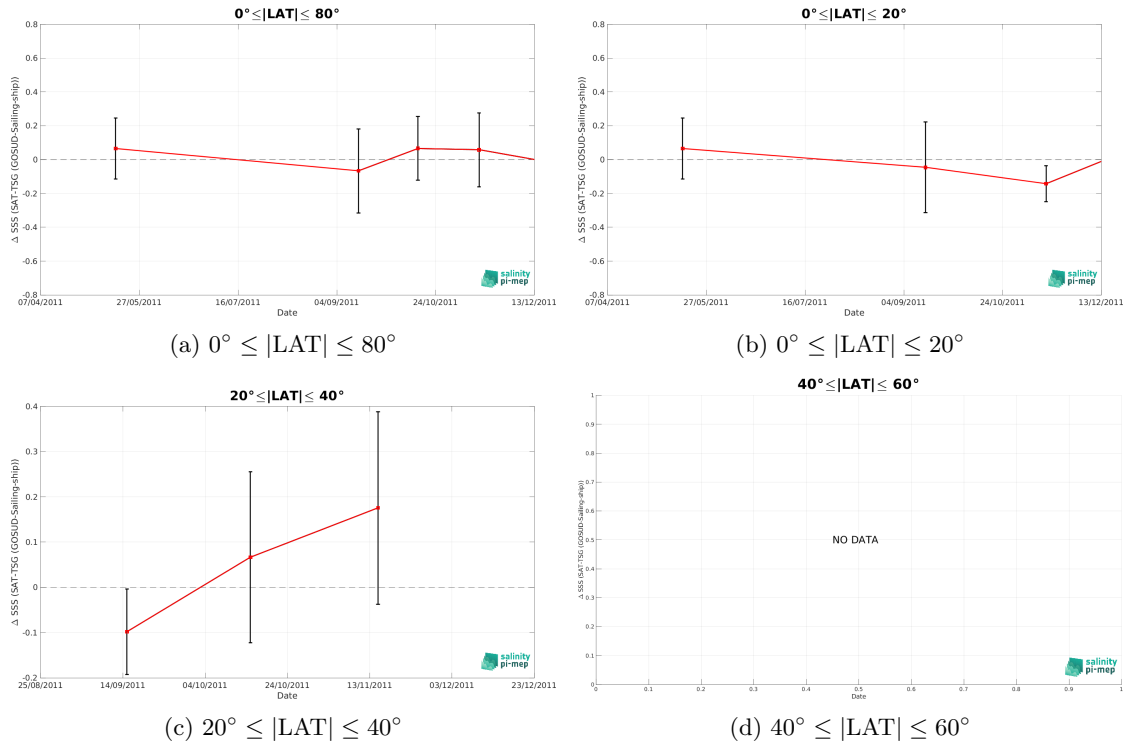 0°≤|LAT|≤ 80°
0.8
0.6
0.4
0.2
0
-0.2
-0.4
-0.6
-0.8
Δ SSS (SAT-TSG (GOSUD-Sailing-ship))
07/04/2011 27/05/2011 16/07/2011 04/09/2011 24/10/2011 13/12/2011
Date
salinity
pi-mep
(a) 0° ≤ |LAT| ≤ 80°
0°≤|LAT|≤ 20°
0.8
0.6
0.4
0.2
0
-0.2
-0.4
-0.6
-0.8
Δ SSS (SAT-TSG (GOSUD-Sailing-ship))
07/04/2011 27/05/2011 16/07/2011 04/09/2011 24/10/2011 13/12/2011
Date
salinity
pi-mep
(b) 0° ≤ |LAT| ≤ 20°
20°≤|LAT|≤ 40°
0.4
0.3
0.2
0.1
0
-0.1
-0.2
Δ SSS (SAT-TSG (GOSUD-Sailing-ship))
25/08/2011 14/09/2011 04/10/2011 24/10/2011 13/11/2011 03/12/2011 23/12/2011
Date
salinity
pi-mep
(c) 20° ≤ |LAT| ≤ 40°
40°≤|LAT|≤ 60°
1
0.9
0.8
0.7
0.6
0.5
0.4
0.3
0.2
0.1
0
Δ SSS (SAT-TSG (GOSUD-Sailing-ship))
NO DATA
0 0.1 0.2 0.3 0.4 0.5 0.6 0.7 0.8 0.9 1
Date
salinity
pi-mep
(d) 40° ≤ |LAT| ≤ 60°